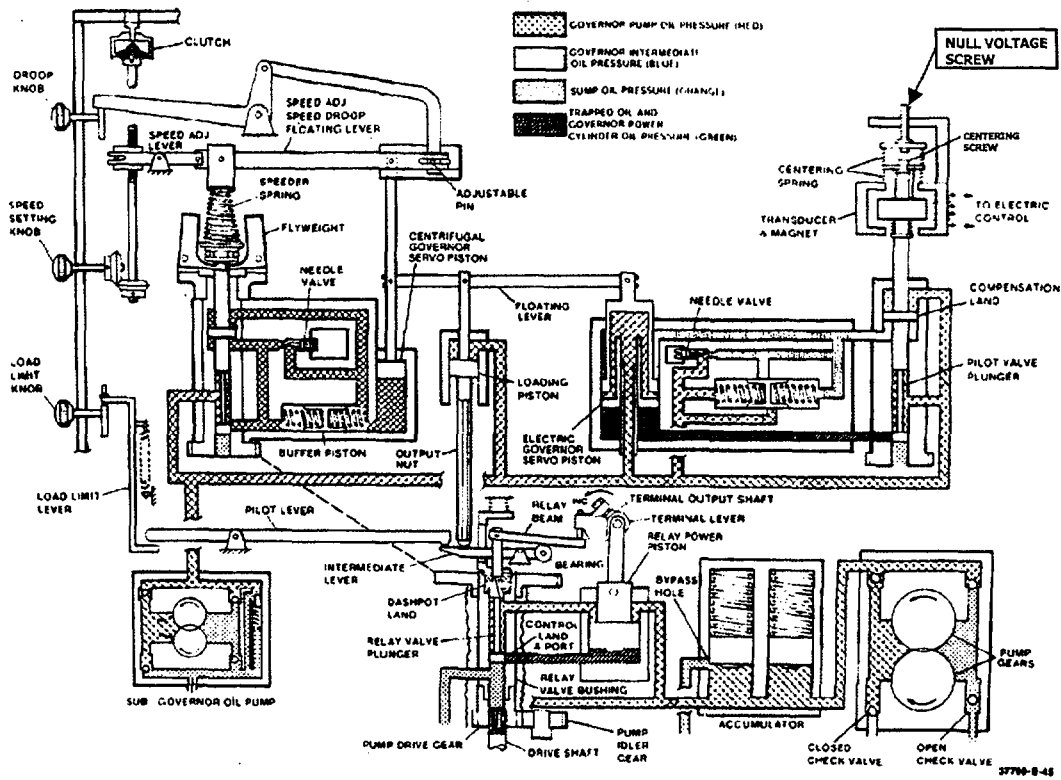 CLUTCH
DROOP
KNOB
SPEED ADJ
LEVER
SPEED ADJ
SPEED DROOP
FLOATING LEVER
GOVERNOR PUMP OIL PRESSURE (RED)
GOVERNOR INTERMEDIATE
OIL PRESSURE (BLUE)
SUMP OIL PRESSURE (ORANGE)
TRAPPED OIL AND
GOVERNOR POWER
CYLINDER OIL PRESSURE (GREEN)
NULL VOLTAGE
SCREW
CENTERING
SCREW
CENTERING
SPRING
TRANSDUCER
& MAGNET
TO ELECTRIC
CONTROL
SPEEDER
SPRING
ADJUSTABLE
PIN
SPEED
SETTING
KNOB
FLYWEIGHT
CENTRIFUGAL
GOVERNOR
SERVO PISTON
NEEDLE
VALVE
FLOATING
LEVER
NEEDLE VALVE
COMPENSATION
LAND
LOAD
LIMIT
KNOB
LOADING
PISTON
PILOT VALVE
PLUNGER
BUFFER PISTON
OUTPUT
NUT
ELECTRIC
GOVERNOR
SERVO PISTON
LOAD LIMIT
LEVER
PILOT LEVER
RELAY
BEAM
INC
TERMINAL OUTPUT SHAFT
TERMINAL LEVER
RELAY POWER
PISTON
INTERMEDIATE
LEVER
BEARING
BYPASS
HOLE
DASHPOT
LAND
RELAY VALVE
PLUNGER
CONTROL
LAND
& PORT
PUMP
GEARS
SUB GOVERNOR OIL PUMP
RELAY
VALVE BUSHING
ACCUMULATOR
PUMP DRIVE GEAR
DRIVE SHAFT
PUMP
IDLER
GEAR
CLOSED
CHECK VALVE
OPEN
CHECK VALVE
37798-B-45